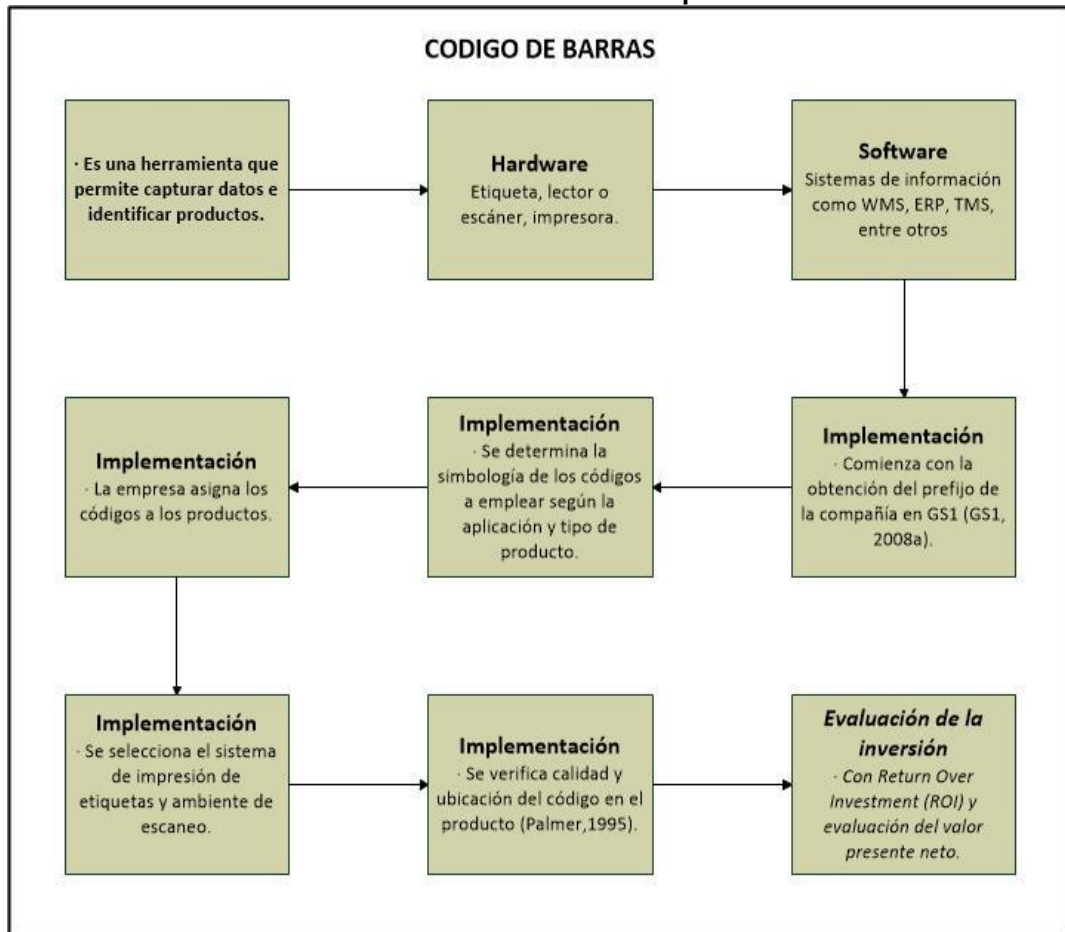 CODIGO DE BARRAS
· Es una herramienta que
permite capturar datos e
identificar productos.
Hardware
Etiqueta, lector o
escáner, impresora.
Software
Sistemas de información
como WMS, ERP, TMS,
entre otros
Implementación
· Comienza con la
obtención del prefijo de
la compañía en GS1 (GS1,
2008a).
Implementación
· Se determina la
simbología de los códigos
a emplear según la
aplicación y tipo de
producto.
Implementación
· La empresa asigna los
códigos a los productos.
Implementación
· Se selecciona el sistema
de impresión de
etiquetas y ambiente de
escaneo.
Implementación
· Se verifica calidad y
ubicación del código en el
producto (Palmer,1995).
Evaluación de la
inversión
· Con Return Over
Investment (ROI) y
evaluación del valor
presente neto.